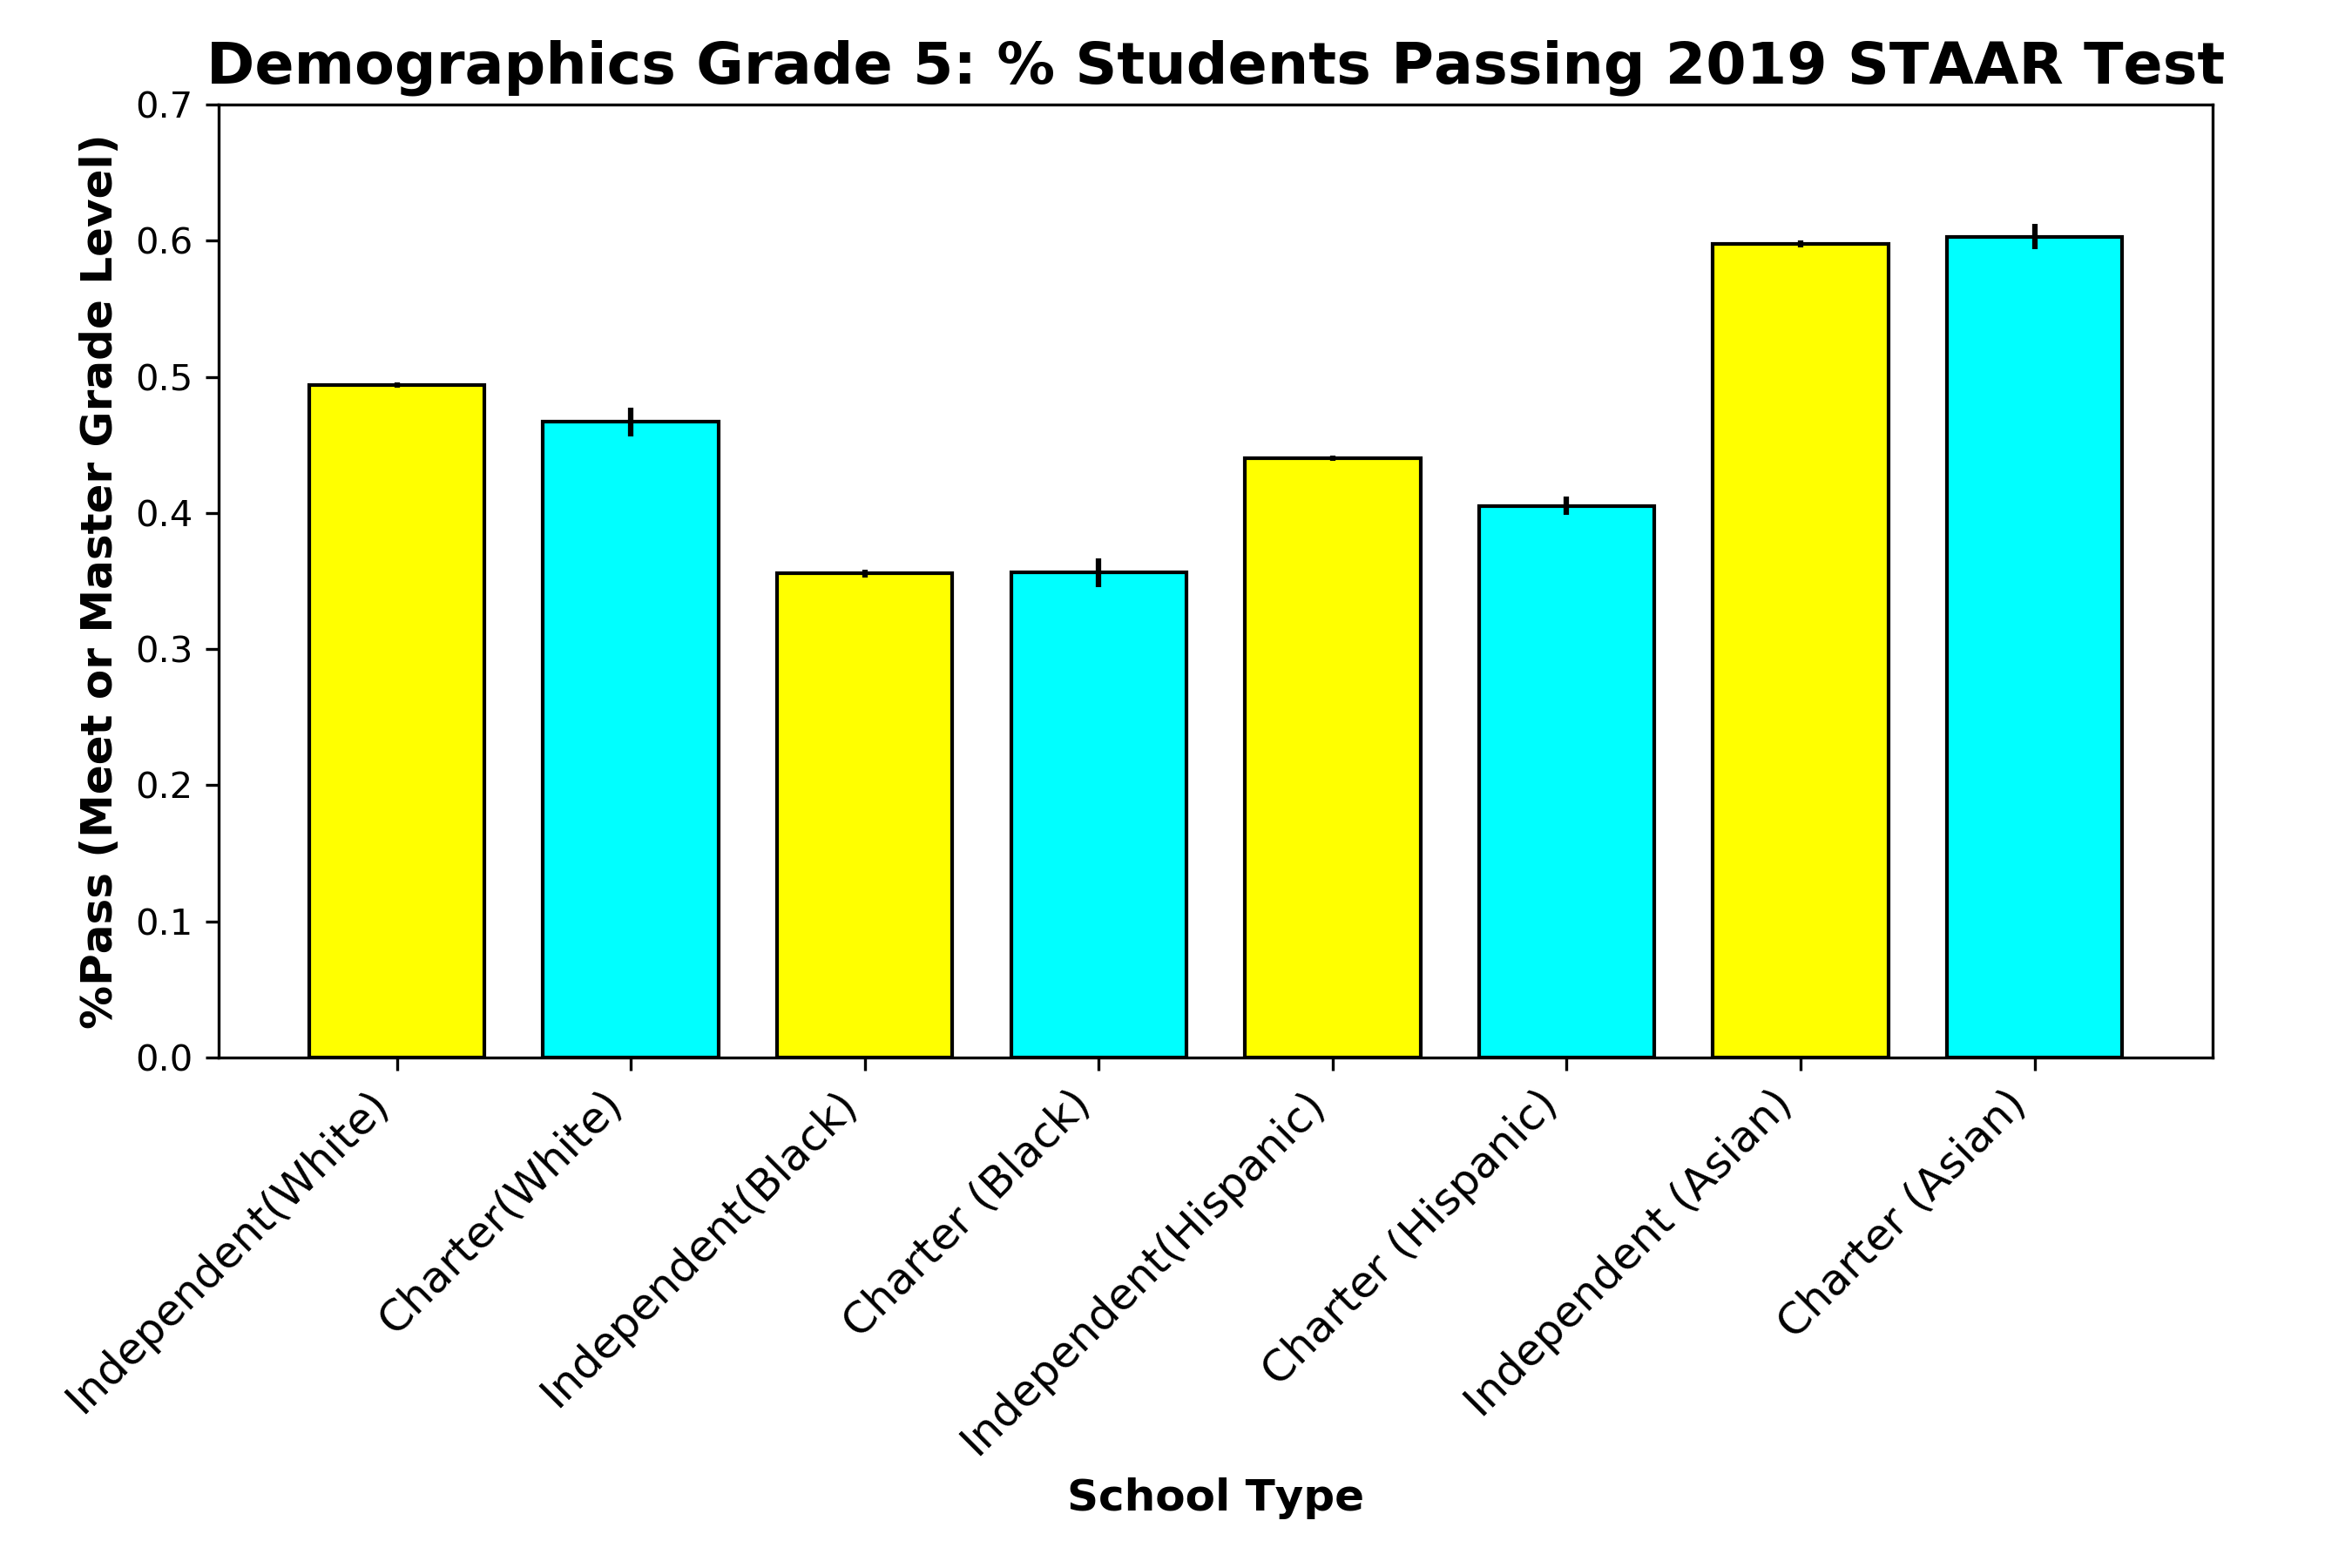 Demographics Grade 5: % Students Passing 2019 STAAR Test
%Pass (Meet or Master Grade Level)
0.7
0.6
0.5
0.4
0.3
0.2
0.1
0.0
Independent(White)
Charter(White)
Independent(Black)
Charter (Black)
Independent(Hispanic)
Charter (Hispanic)
Independent (Asian)
Charter (Asian)
School Type